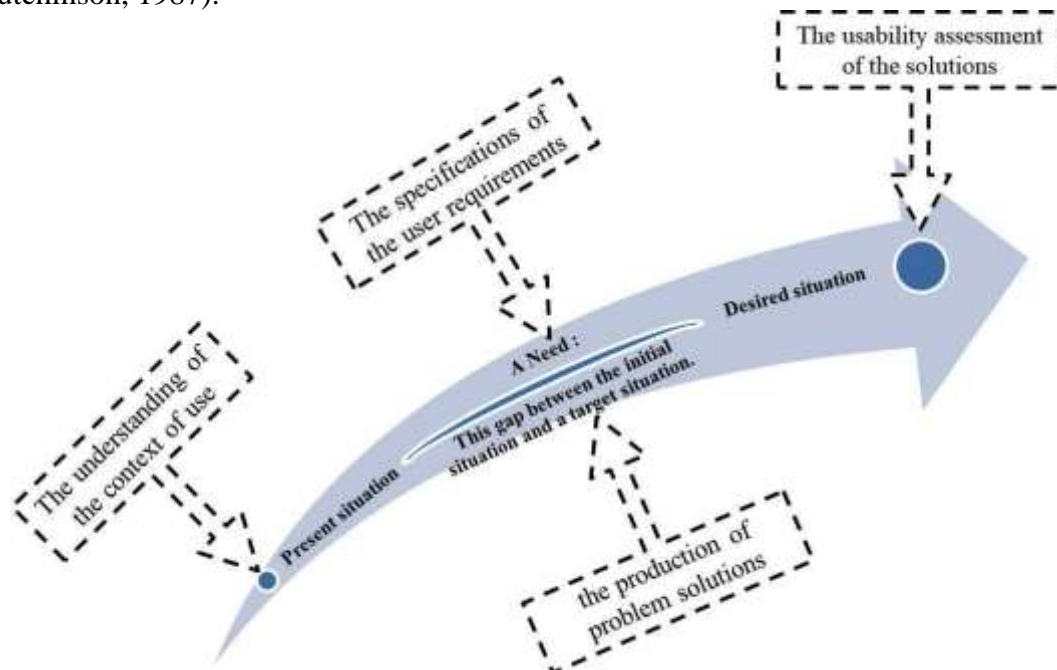 1987).
The usability assessment
of the solutions
The specifications of
the user requirements
Desired situation
A Need :
This gap between the initial
situation and a target situation.
The understanding of
the context of use
Present situation
the production of
problem solutions